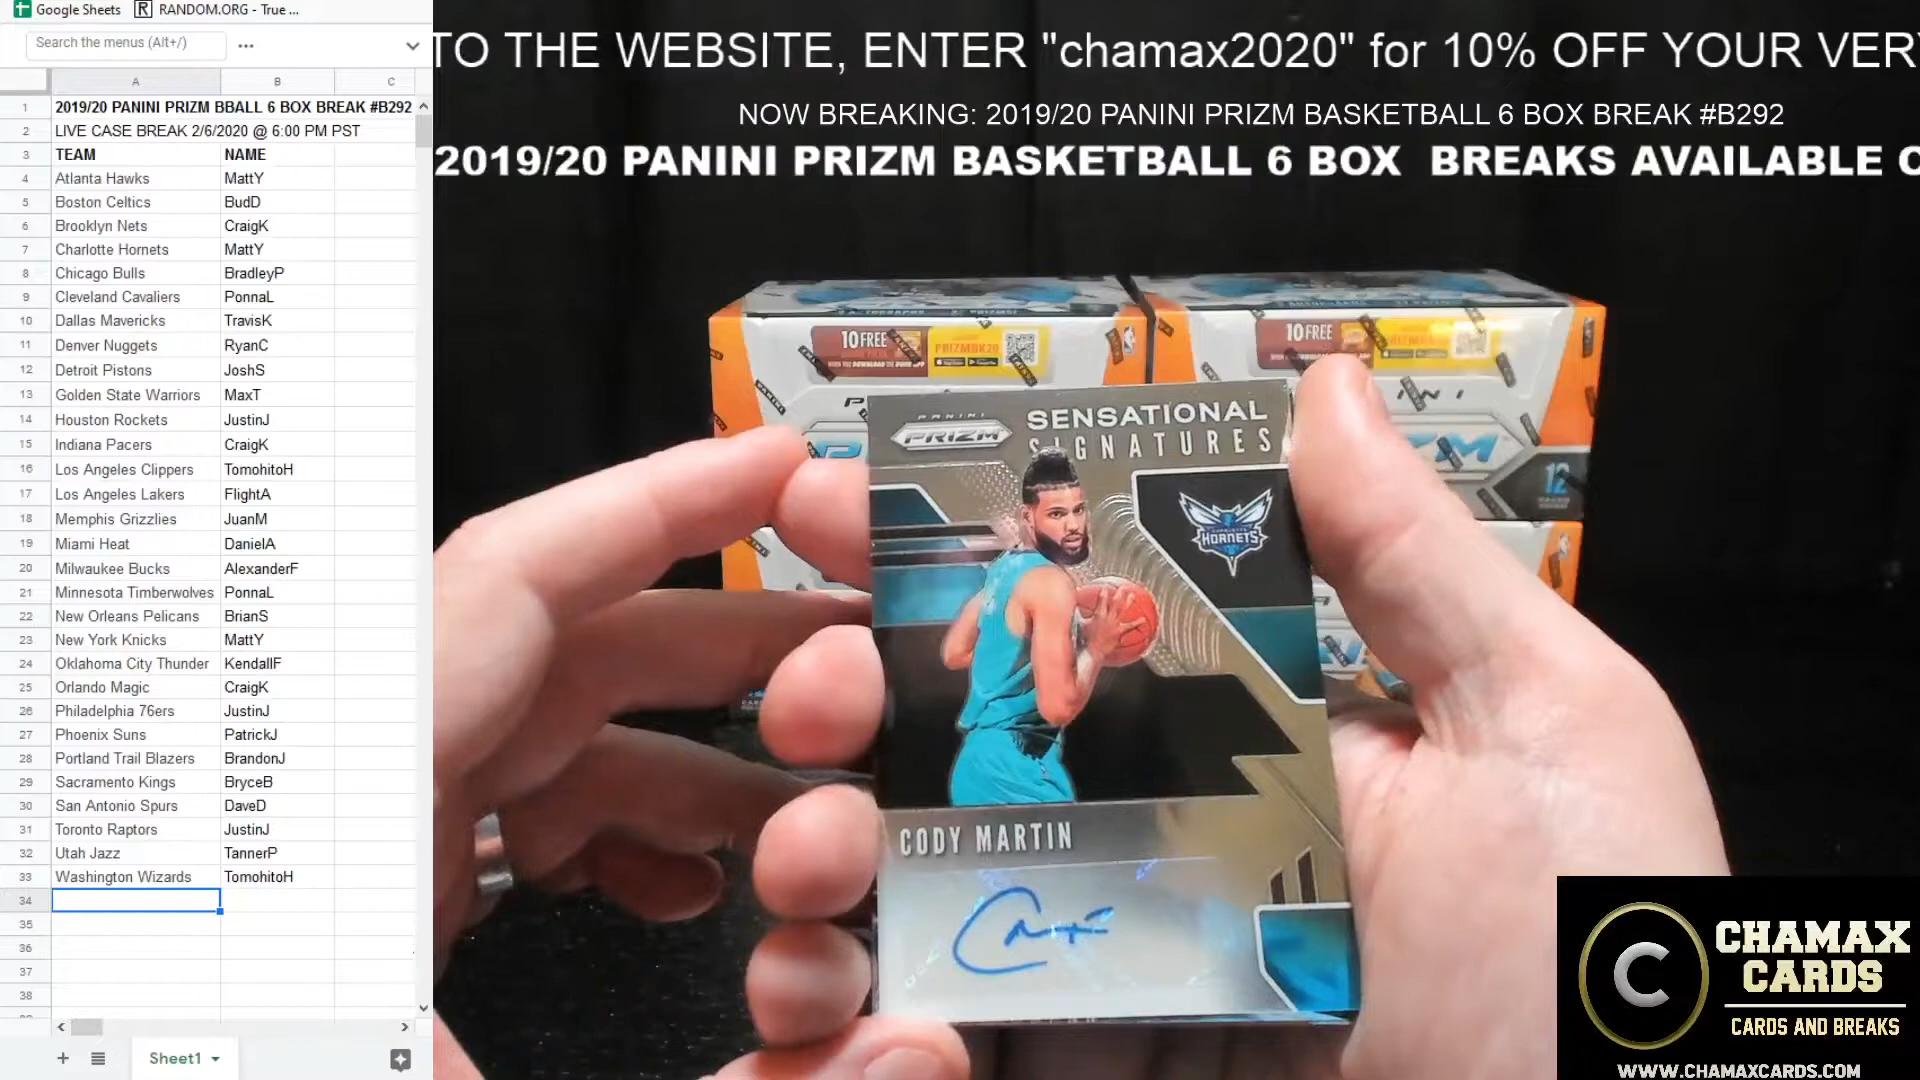 Google Sheets
RANDOM.ORG - True ...
Search the menus (Alt+/)
A B C
1 2019/20 PANINI PRIZM BBALL 6 BOX BREAK #B292
2 LIVE CASE BREAK 2/6/2020 @ 6:00 PM PST
3 TEAM NAME
4 Atlanta Hawks MattY
5 Boston Celtics BudD
6 Brooklyn Nets CraigK
7 Charlotte Hornets MattY
8 Chicago Bulls BradleyP
9 Cleveland Cavaliers PonnaL
10 Dallas Mavericks TravisK
11 Denver Nuggets RyanC
12 Detroit Pistons JoshS
13 Golden State Warriors MaxT
14 Houston Rockets JustinJ
15 Indiana Pacers CraigK
16 Los Angeles Clippers TomohitoH
17 Los Angeles Lakers FlightA
18 Memphis Grizzlies JuanM
19 Miami Heat DanielA
20 Milwaukee Bucks AlexanderF
21 Minnesota Timberwolves PonnaL
22 New Orleans Pelicans BrianS
23 New York Knicks MattY
24 Oklahoma City Thunder KendallF
25 Orlando Magic CraigK
26 Philadelphia 76ers JustinJ
27 Phoenix Suns PatrickJ
28 Portland Trail Blazers BrandonJ
29 Sacramento Kings BryceB
30 San Antonio Spurs DaveD
31 Toronto Raptors JustinJ
32 Utah Jazz TannerP
33 Washington Wizards TomohitoH
34
35
36
37
38
Sheet1
TO THE WEBSITE, ENTER "chamax2020" for 10% OFF YOUR VER
NOW BREAKING: 2019/20 PANINI PRIZM BASKETBALL 6 BOX BREAK #B292
2019/20 PANINI PRIZM BASKETBALL 6 BOX BREAKS AVAILABLE
10 FREE
PRIZMBK20
10 FREE
12
PANINI
PRIZM
SENSATIONAL
SIGNATURES
HORNETS
CODY MARTIN
C
CHAMAX
CARDS
CARDS AND BREAKS
WWW.CHAMAXCARDS.COM